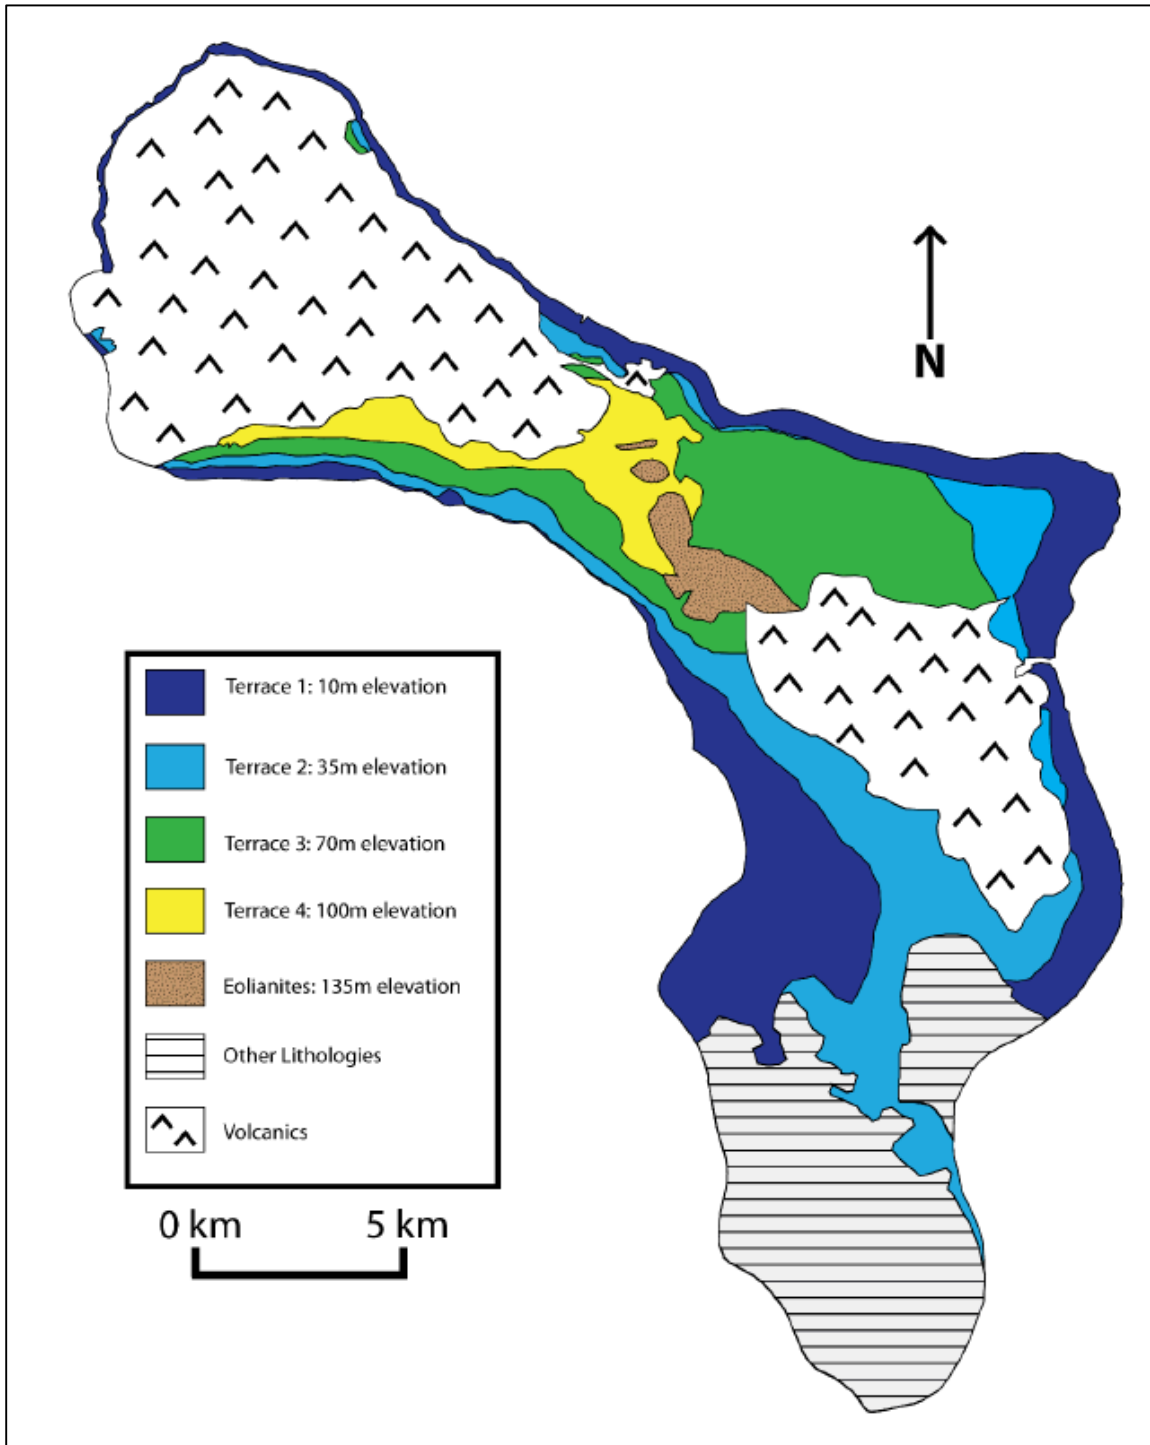 N
Terrace 1: 10m elevation
Terrace 2: 35m elevation
Terrace 3: 70m elevation
Terrace 4: 100m elevation
Eolianites: 135m elevation
Other Lithologies
Volcanics
0 km 5 km